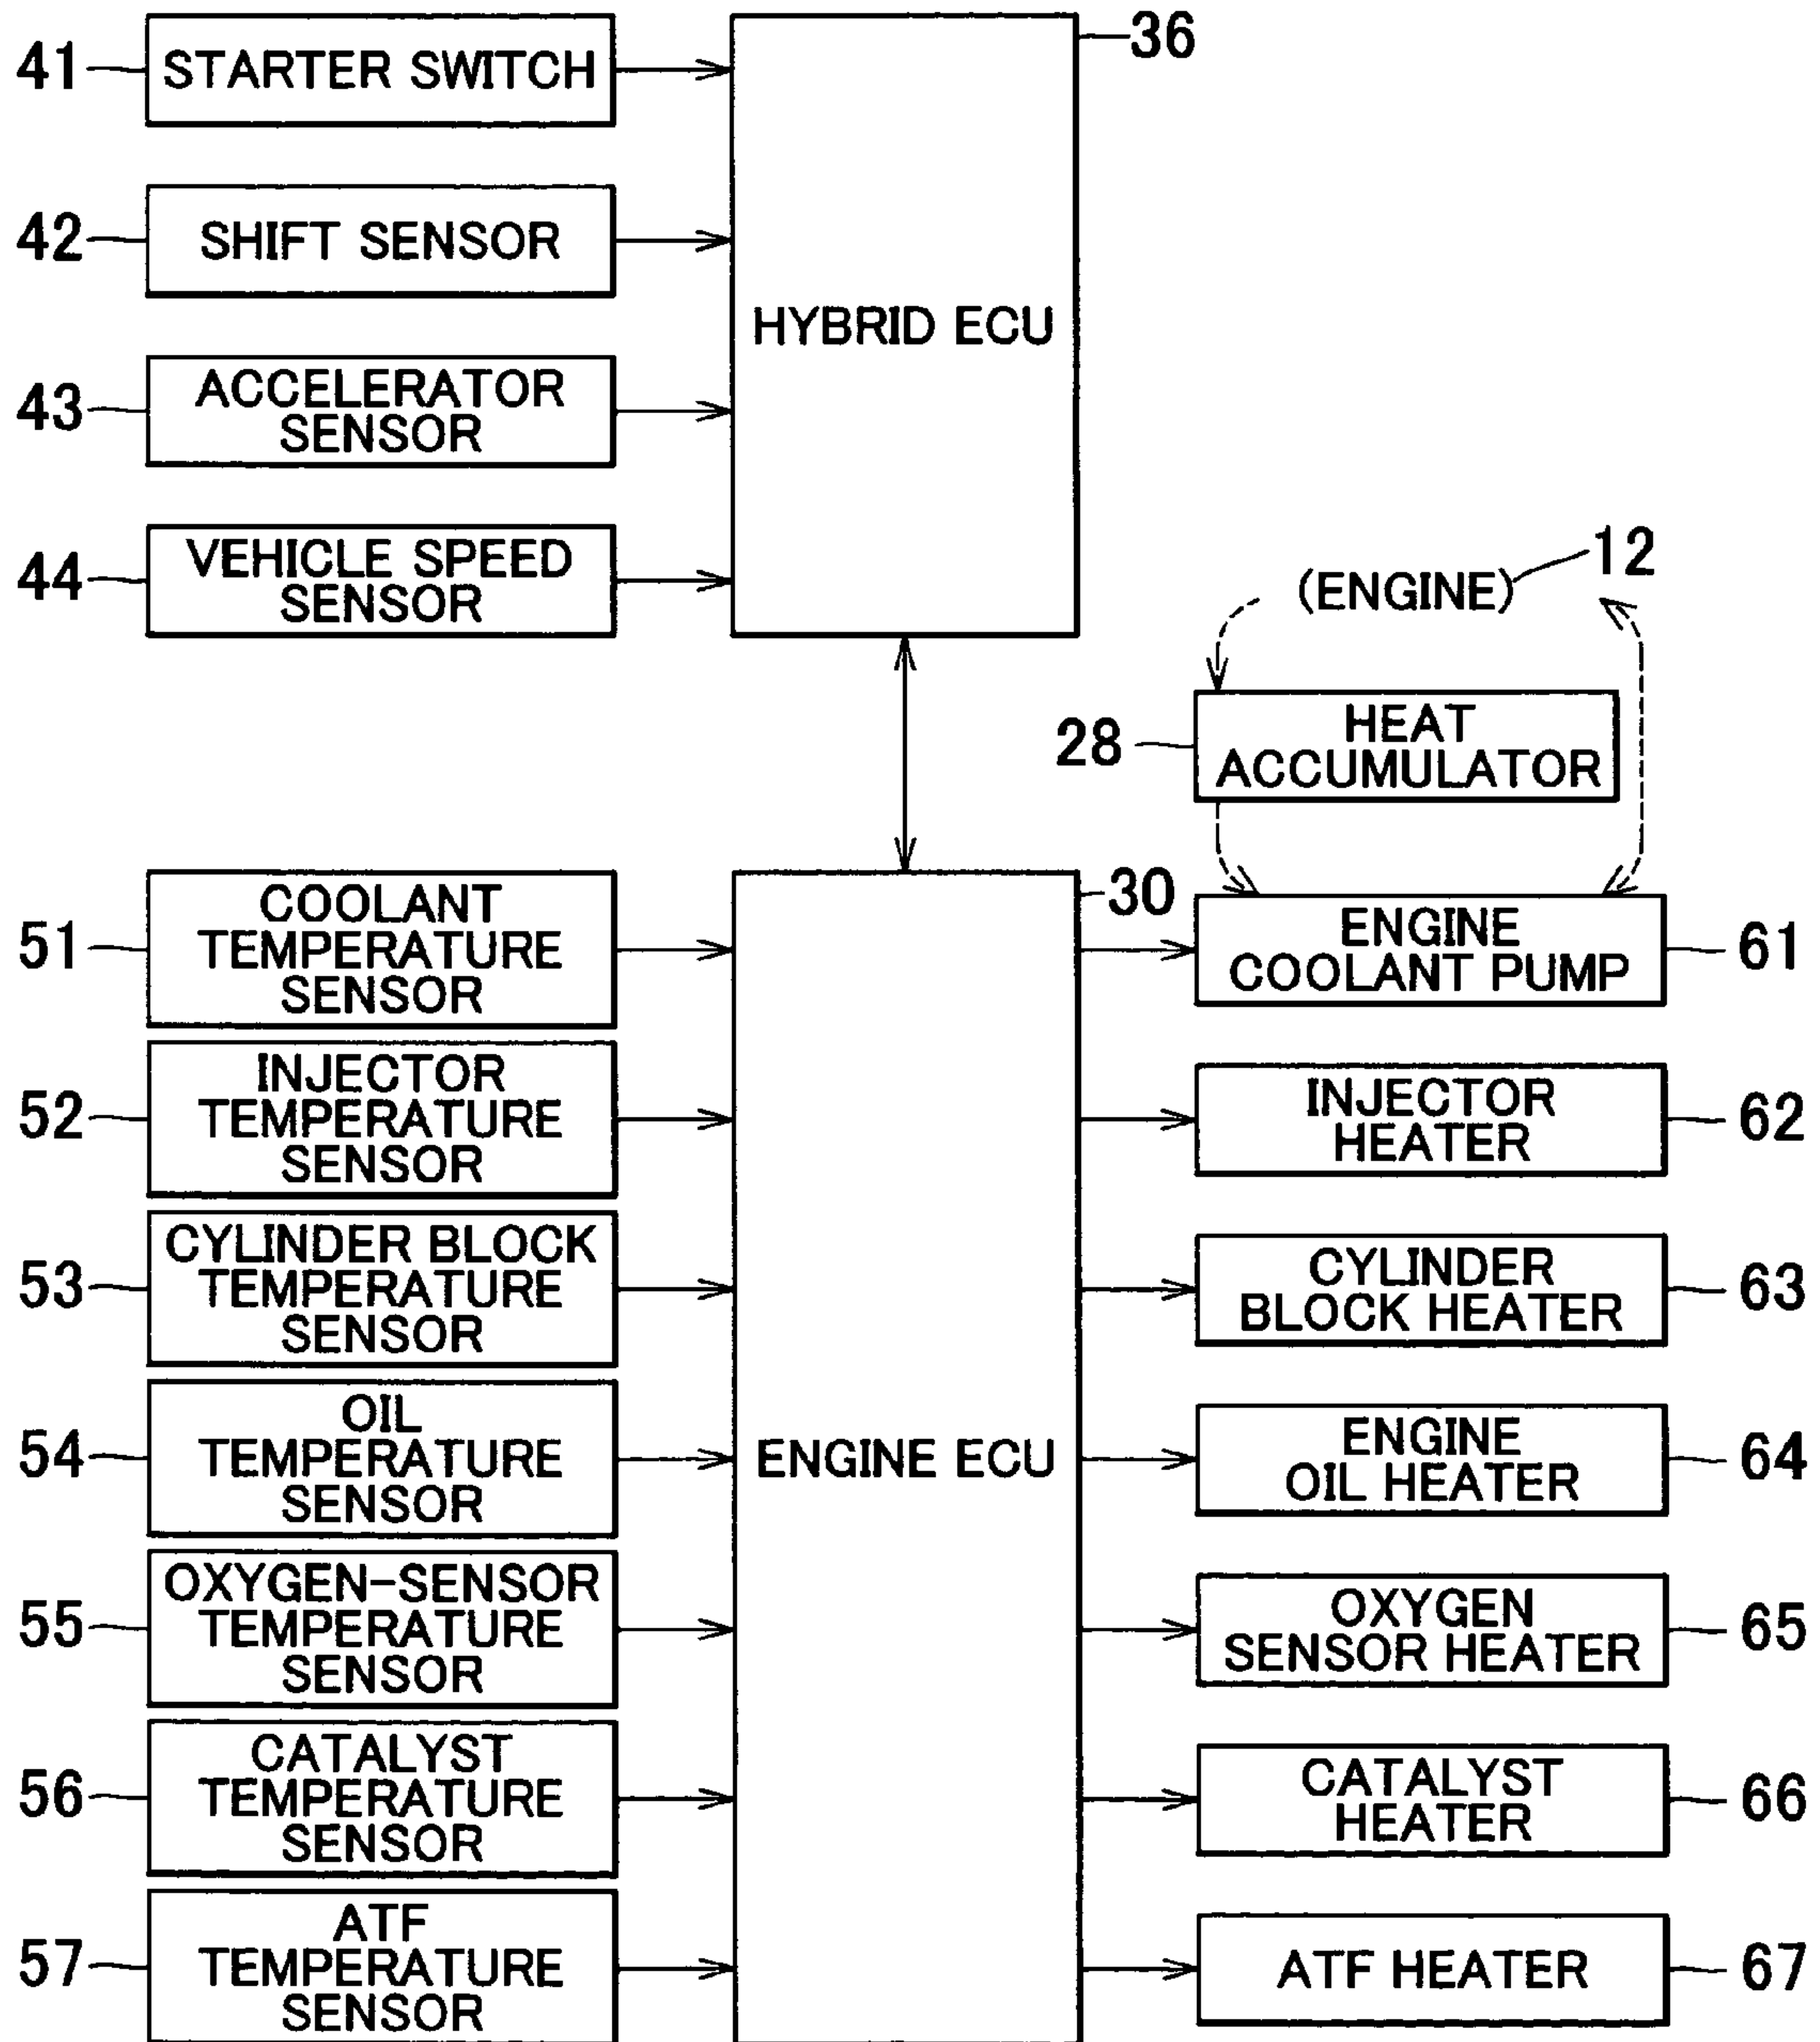 41
STARTER SWITCH
36
42
SHIFT SENSOR
HYBRID ECU
43
ACCELERATOR
SENSOR
44
VEHICLE SPEED
SENSOR
12
(ENGINE)
28
HEAT
ACCUMULATOR
51
COOLANT
TEMPERATURE
SENSOR
30
ENGINE
COOLANT PUMP
61
52
INJECTOR
TEMPERATURE
SENSOR
INJECTOR
HEATER
62
53
CYLINDER BLOCK
TEMPERATURE
SENSOR
CYLINDER
BLOCK HEATER
63
54
OIL
TEMPERATURE
SENSOR
ENGINE ECU
ENGINE
OIL HEATER
64
55
OXYGEN-SENSOR
TEMPERATURE
SENSOR
OXYGEN
SENSOR HEATER
65
56
CATALYST
TEMPERATURE
SENSOR
CATALYST
HEATER
66
57
ATF
TEMPERATURE
SENSOR
ATF HEATER
67